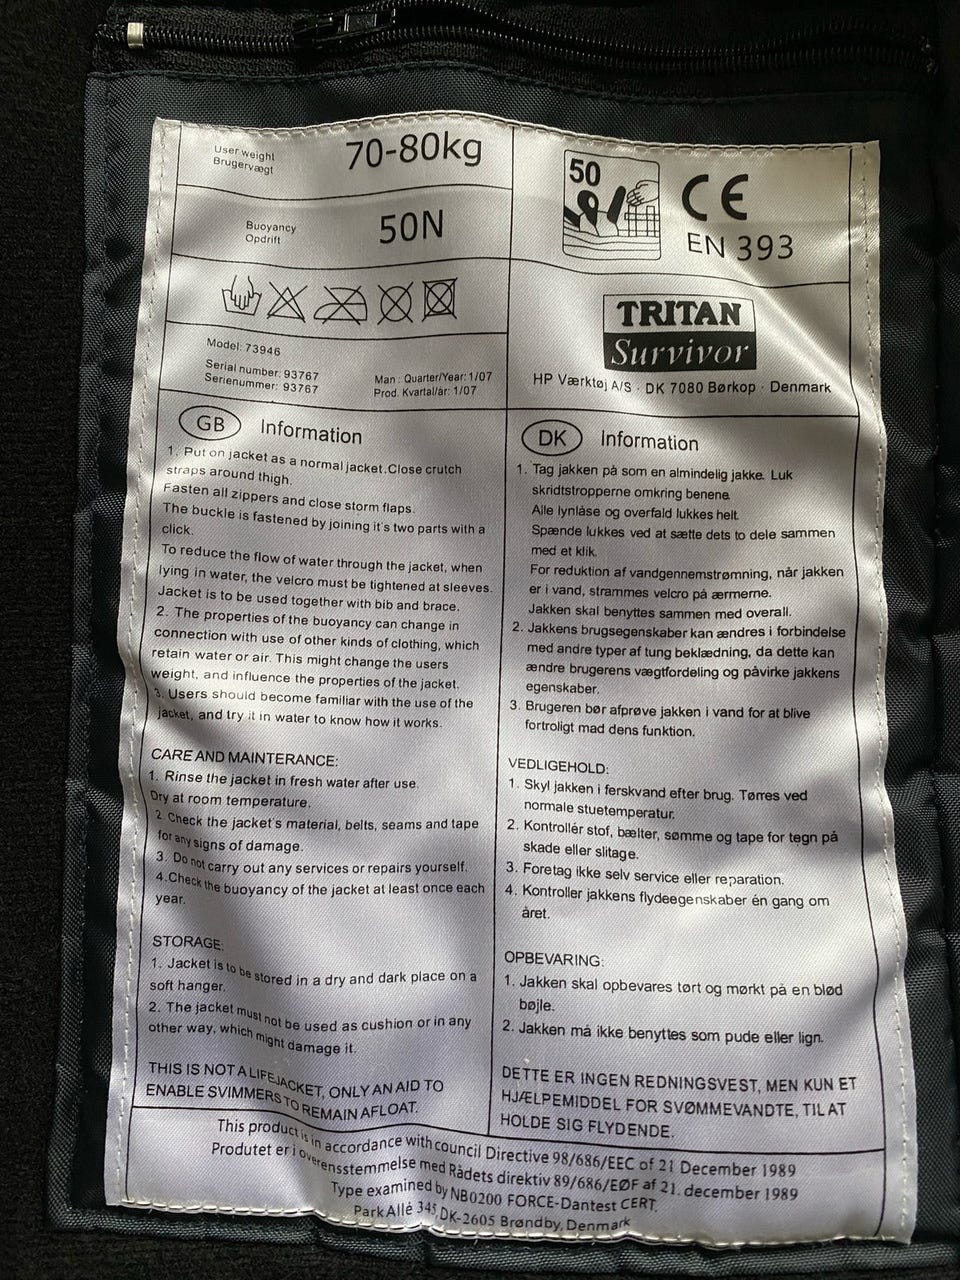 User weight
Brugervægt
70-80kg
Buoyancy
Opdrift
50N
Model: 73946
Serial number: 93767
Serienummer: 93767
Man : Quarter/Year: 1/07
Prod. Kvartal/år: 1/07
50
CE
EN 393
TRITAN
Survivor
HP Værktøj A/S · DK 7080 Børkop · Denmark
GB Information
1. Put on jacket as a normal jacket.Close crutch
straps around thigh.
Fasten all zippers and close storm flaps.
The buckle is fastened by joining it's two parts with a
click.
To reduce the flow of water through the jacket, when
lying in water, the velcro must be tightened at sleeves.
Jacket is to be used together with bib and brace.
2. The properties of the buoyancy can change in
connection with use of other kinds of clothing, which
retain water or air. This might change the users
weight, and influence the properties of the jacket.
3. Users should become familiar with the use of the
jacket, and try it in water to know how it works.
CARE AND MAINTERANCE:
1. Rinse the jacket in fresh water after use.
Dry at room temperature.
2 Check the jacket's material, belts, seams and tape
for any signs of damage.
3. Do not carry out any services or repairs yourself.
4.Check the buoyancy of the jacket at least once each
year.
STORAGE:
1. Jacket is to be stored in a dry and dark place on a
soft hanger.
2. The jacket must not be used as cushion or in any
other way, which might damage it.
THIS IS NOT A LIFEJACKET, ONLY AN AID TO
ENABLE SVIMMERS TO REMAIN AFLOAT.
DK Information
1. Tag jakken på som en almindelig jakke. Luk
skridtstropperne omkring benene.
Alle lynlåse og overfald lukkes helt.
Spænde lukkes ved at sætte dets to dele sammen
med et klik.
For reduktion af vandgennemstrømning, når jakken
er i vand, strammes velcro på ærmerne.
Jakken skal benyttes sammen med overall.
2. Jakkens brugsegenskaber kan ændres i forbindelse
med andre typer af tung beklædning, da dette kan
ændre brugerens vægtfordeling og påvirke jakkens
egenskaber.
3. Brugeren bør afprøve jakken i vand for at blive
fortroligt mad dens funktion.
VEDLIGEHOLD:
1. Skyl jakken i ferskvand efter brug. Tørres ved
normale stuetemperatur.
2. Kontrollér stof, bælter, sømme og tape for tegn på
skade eller slitage.
3. Foretag ikke selv service eller reparation.
4. Kontroller jakkens flydeegenskaber én gang om
året.
OPBEVARING:
1. Jakken skal opbevares tørt og mørkt på en blød
bøjle.
2. Jakken må ikke benyttes som pude eller lign.
DETTE ER INGEN REDNINGSVEST, MEN KUN ET
HJÆLPEMIDDEL FOR SVØMMEVANDTE, TIL AT
HOLDE SIG FLYDENDE.
This product is in accordance with council Directive 98/686/EEC of 21 December 1989
Produtet er i overensstemmelse med Rådets direktiv 89/686/EØF af 21. december 1989
Type examined by NB0200 FORCE-Dantest CERT,
Park Allé 345, DK-2605 Brøndby, Denmark